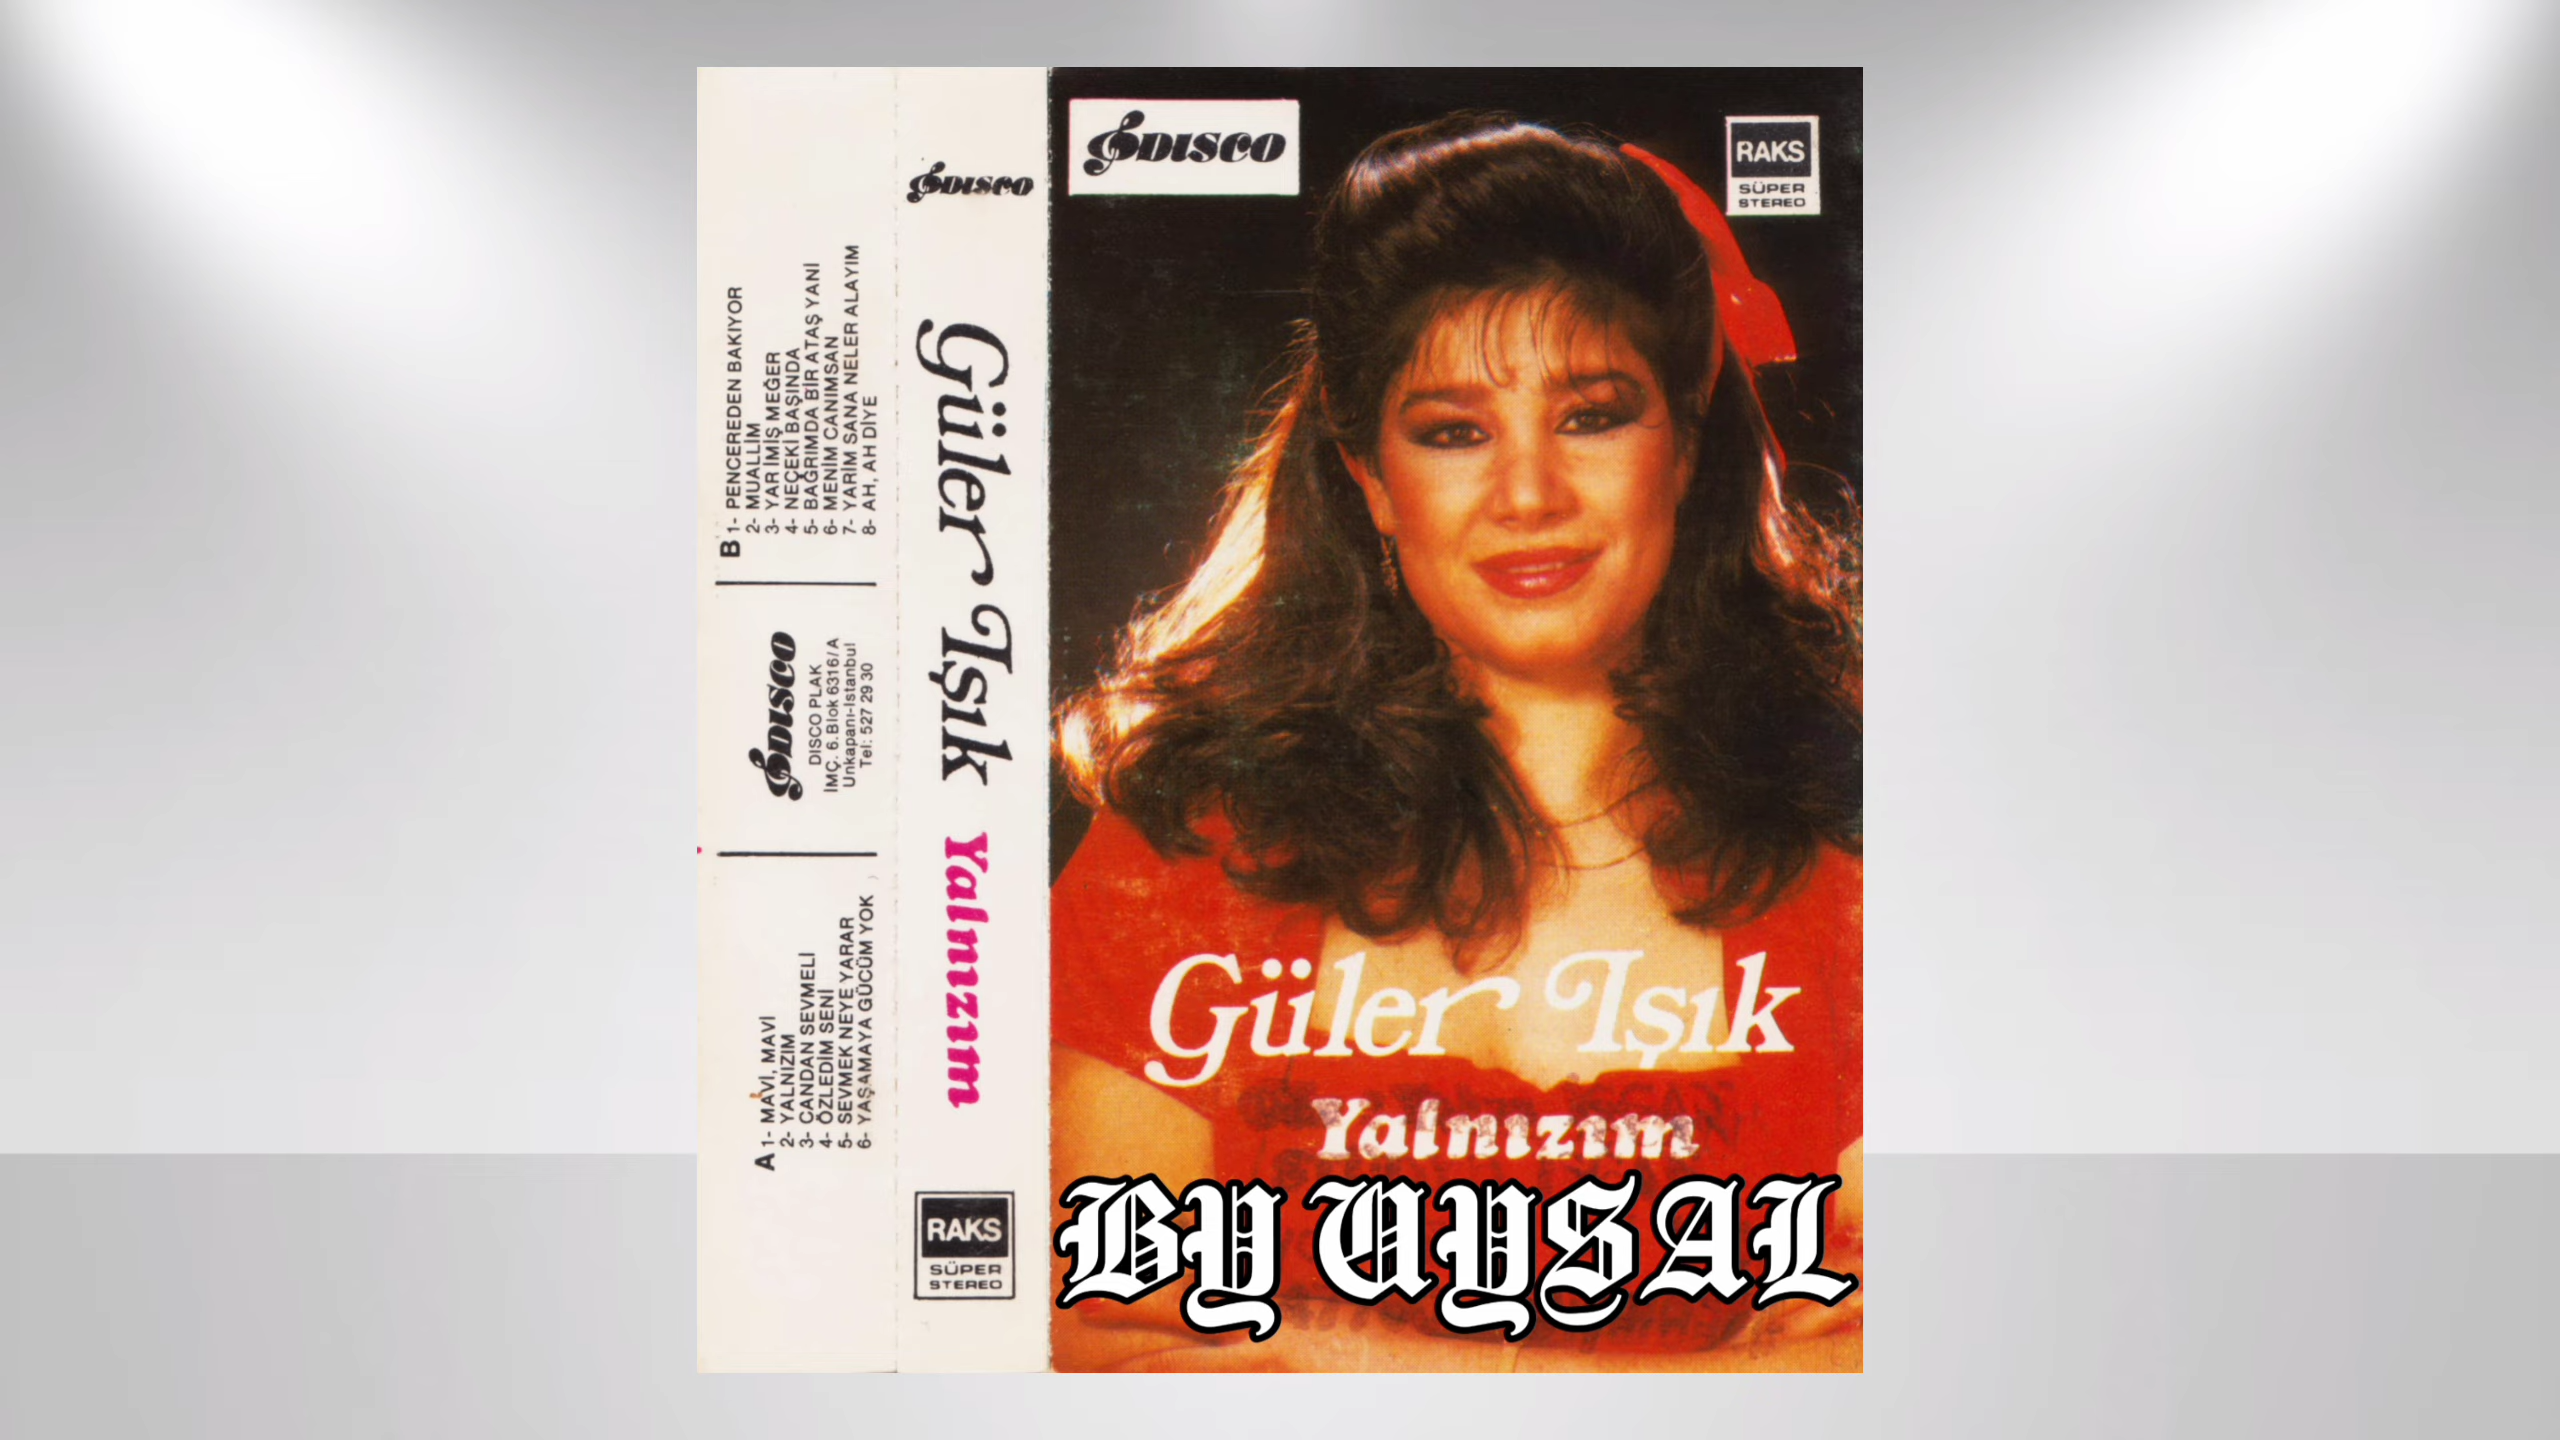 B 1- PENCEREDEN BAKIYOR
2- MUALLİM
3- YAR İMİŞ MEĞER
4- NEÇEKİ BAŞINDA
5- BAĞRIMDA BİR ATAŞ YANİ
6- MENİM CANIMSAN
7- YARİM SANA NELER ALAYIM
8- AH, AH DİYE
DISCO
DISCO PLAK
İMÇ. 6. Blok 6316/A
Unkapanı-İstanbul
Tel: 527 29 30
A 1- MAVİ, MAVİ
2- YALNIZIM
3- CANDAN SEVMELİ
4- ÖZLEDİM SENİ
5- SEVMEK NEYE YARAR
6- YAŞAMAYA GÜCÜM YOK
DISCO
Güler Işık Yalnızım
RAKS
SÜPER
STEREO
DISCO
RAKS
SÜPER
STEREO
Güler Işık
Yalnızım
BY UYSAL